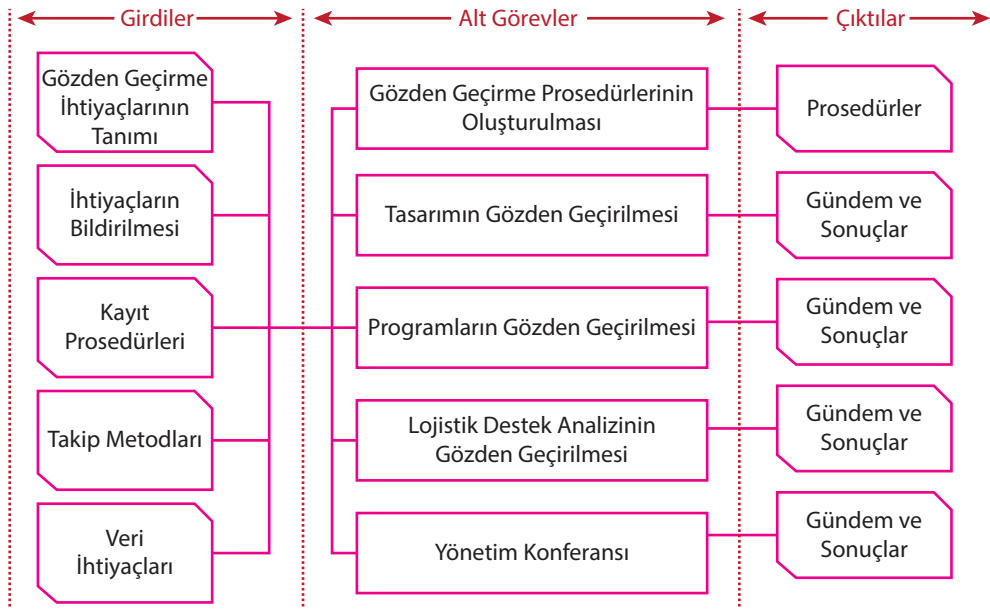 Girdiler
Alt Görevler
Çıktılar
Gözden Geçirme
İhtiyaçlarının
Tanımı
İhtiyaçların
Bildirilmesi
Kayıt
Prosedürleri
Takip Metodları
Veri
İhtiyaçları
Gözden Geçirme Prosedürlerinin
Oluşturulması
Tasarımın Gözden Geçirilmesi
Programların Gözden Geçirilmesi
Lojistik Destek Analizinin
Gözden Geçirilmesi
Yönetim Konferansı
Prosedürler
Gündem ve
Sonuçlar
Gündem ve
Sonuçlar
Gündem ve
Sonuçlar
Gündem ve
Sonuçlar